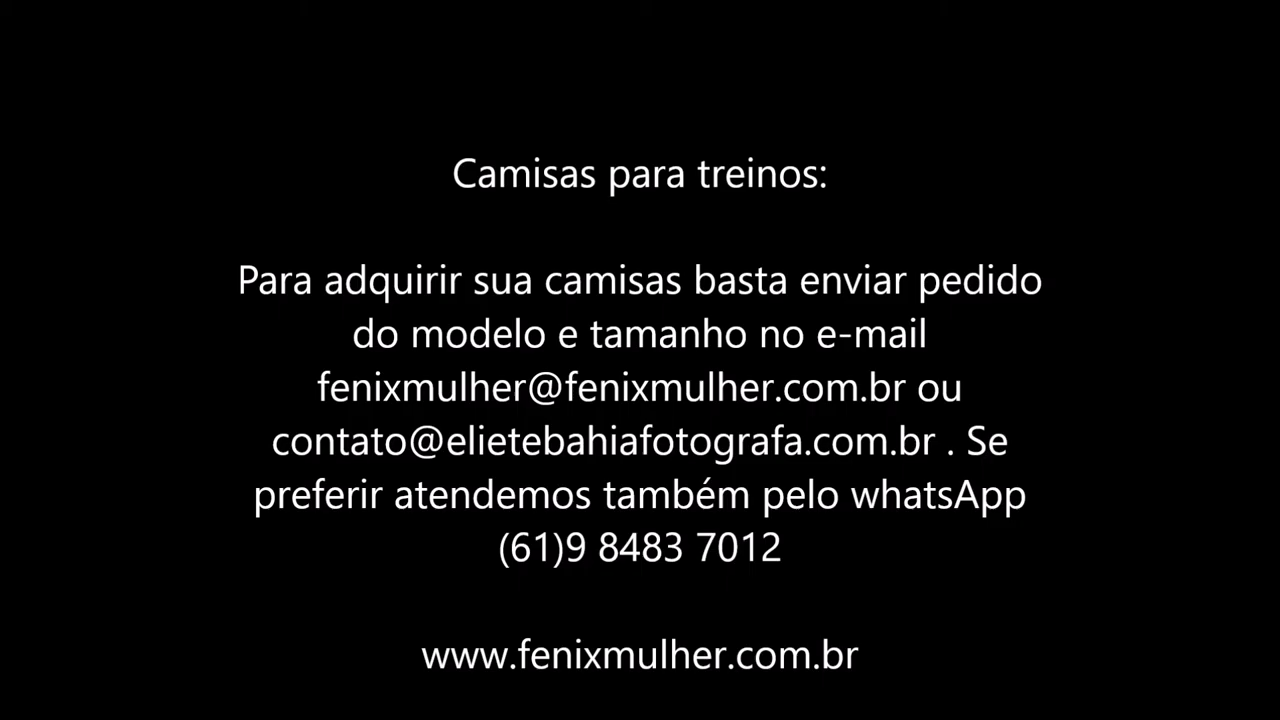 Camisas para treinos:
Para adquirir sua camisas basta enviar pedido
do modelo e tamanho no e-mail
fenixmulher@fenixmulher.com.br ou
contato@elietebahiafotografa.com.br . Se
preferir atendemos também pelo whatsApp
(61)9 8483 7012
www.fenixmulher.com.br